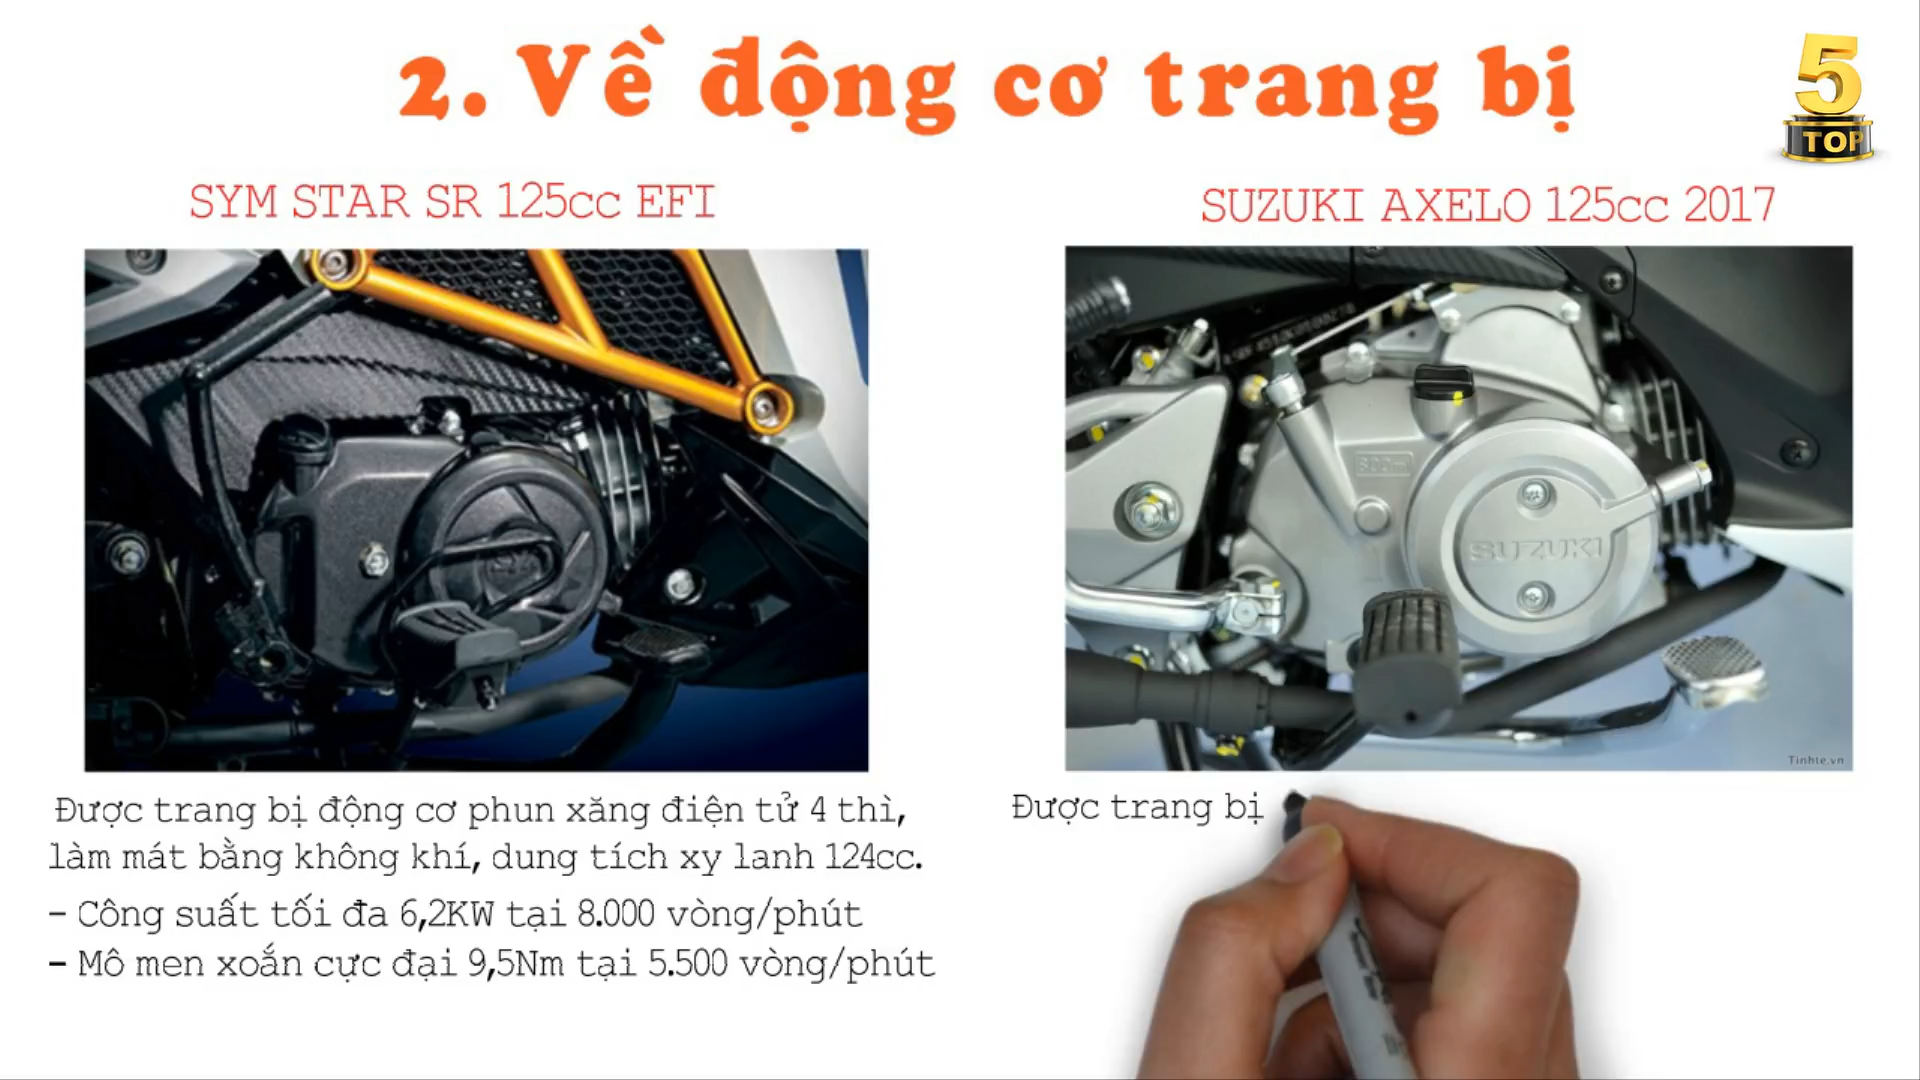 2. Về động cơ trang bị
5
TOP
SYM STAR SR 125cc EFI
SUZUKI AXELO 125cc 2017
SUZUKI
Tinhte.vn
Được trang bị động cơ phun xăng điện tử 4 thì,
làm mát bằng không khí, dung tích xy lanh 124cc.
- Công suất tối đa 6,2KW tại 8.000 vòng/phút
- Mô men xoắn cực đại 9,5Nm tại 5.500 vòng/phút
Được trang bị